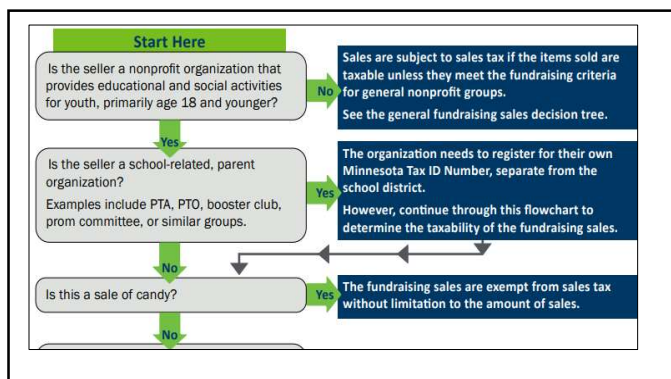 Start Here
Is the seller a nonprofit organization that
provides educational and social activities
for youth, primarily age 18 and younger?
No
Sales are subject to sales tax if the items sold are
taxable unless they meet the fundraising criteria
for general nonprofit groups.
See the general fundraising sales decision tree.
Yes
Is the seller a school-related, parent
organization?
Examples include PTA, PTO, booster club,
prom committee, or similar groups.
Yes
The organization needs to register for their own
Minnesota Tax ID Number, separate from the
school district.
However, continue through this flowchart to
determine the taxability of the fundraising sales.
No
Is this a sale of candy?
Yes
The fundraising sales are exempt from sales tax
without limitation to the amount of sales.
No